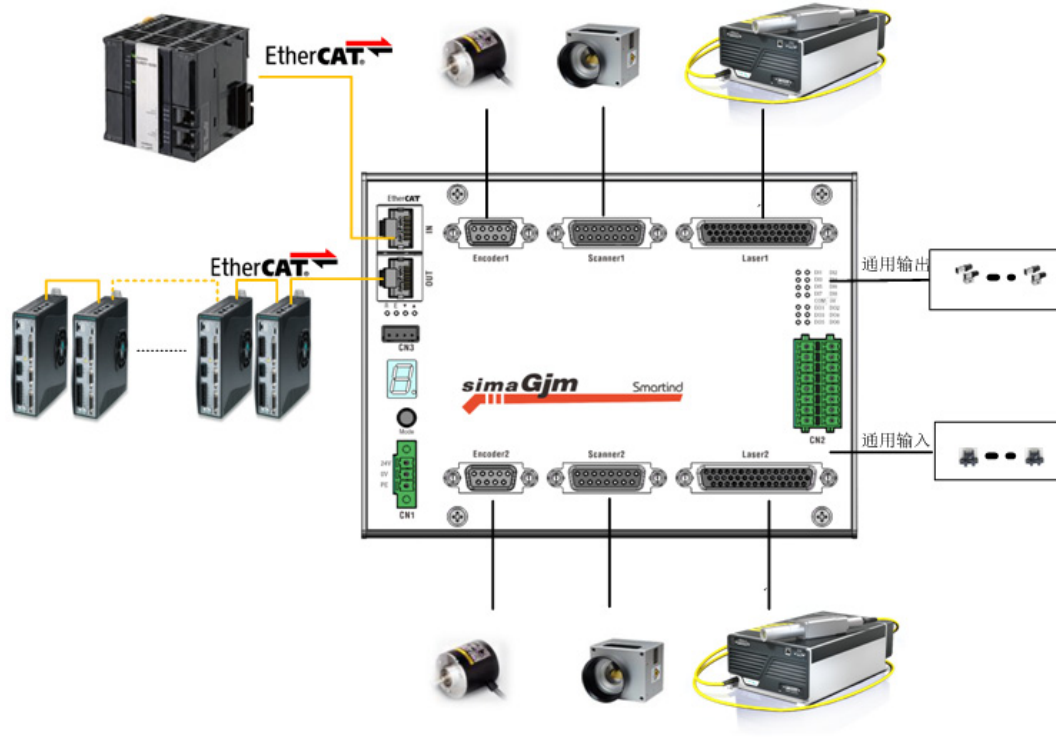 EtherCAT®
EtherCAT
IN
OUT
EtherCAT®
Encoder1
Scanner1
Laser1
通用输出
CN3
Mode
24V
0V
PE
CN1
simaGjm
Smartind
CN2
通用输入
Encoder2
Scanner2
Laser2